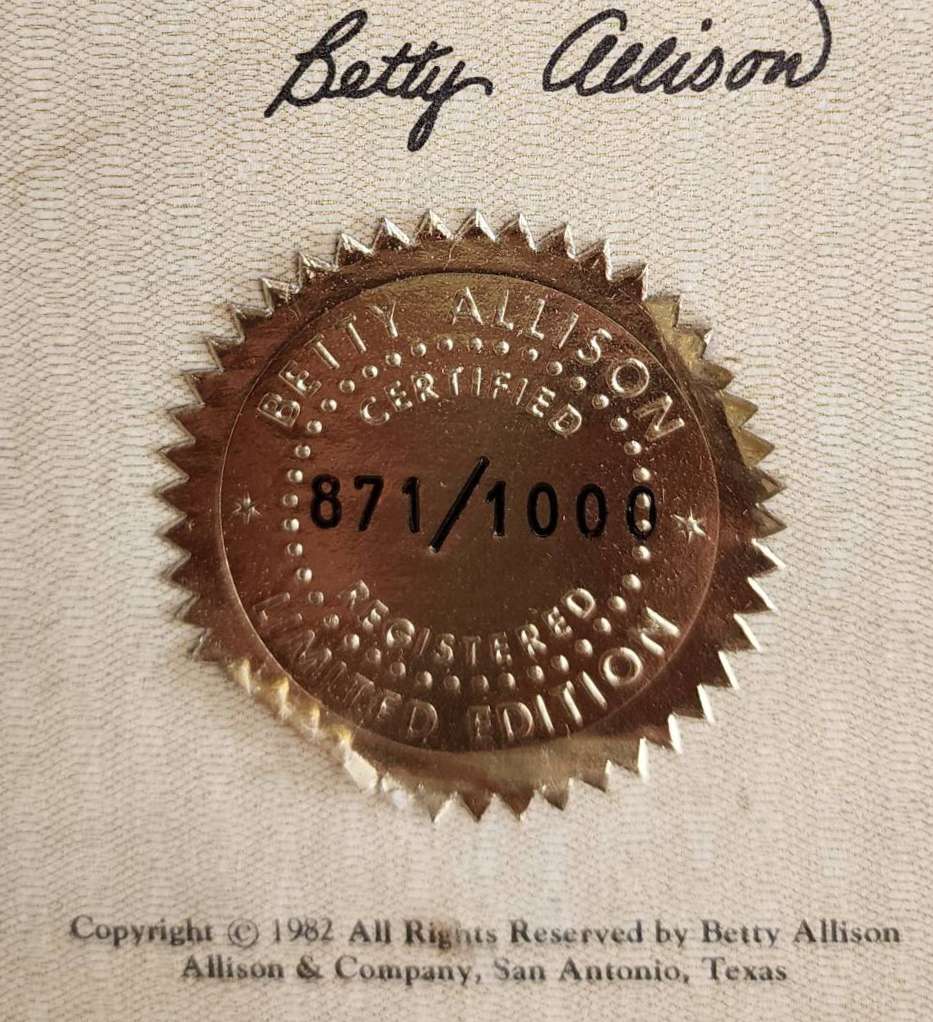 Betty Allison
BETTY ALLISON
CERTIFIED
871/1000
REGISTERED
LIMITED EDITION
Copyright © 1982 All Rights Reserved by Betty Allison
Allison & Company, San Antonio, Texas